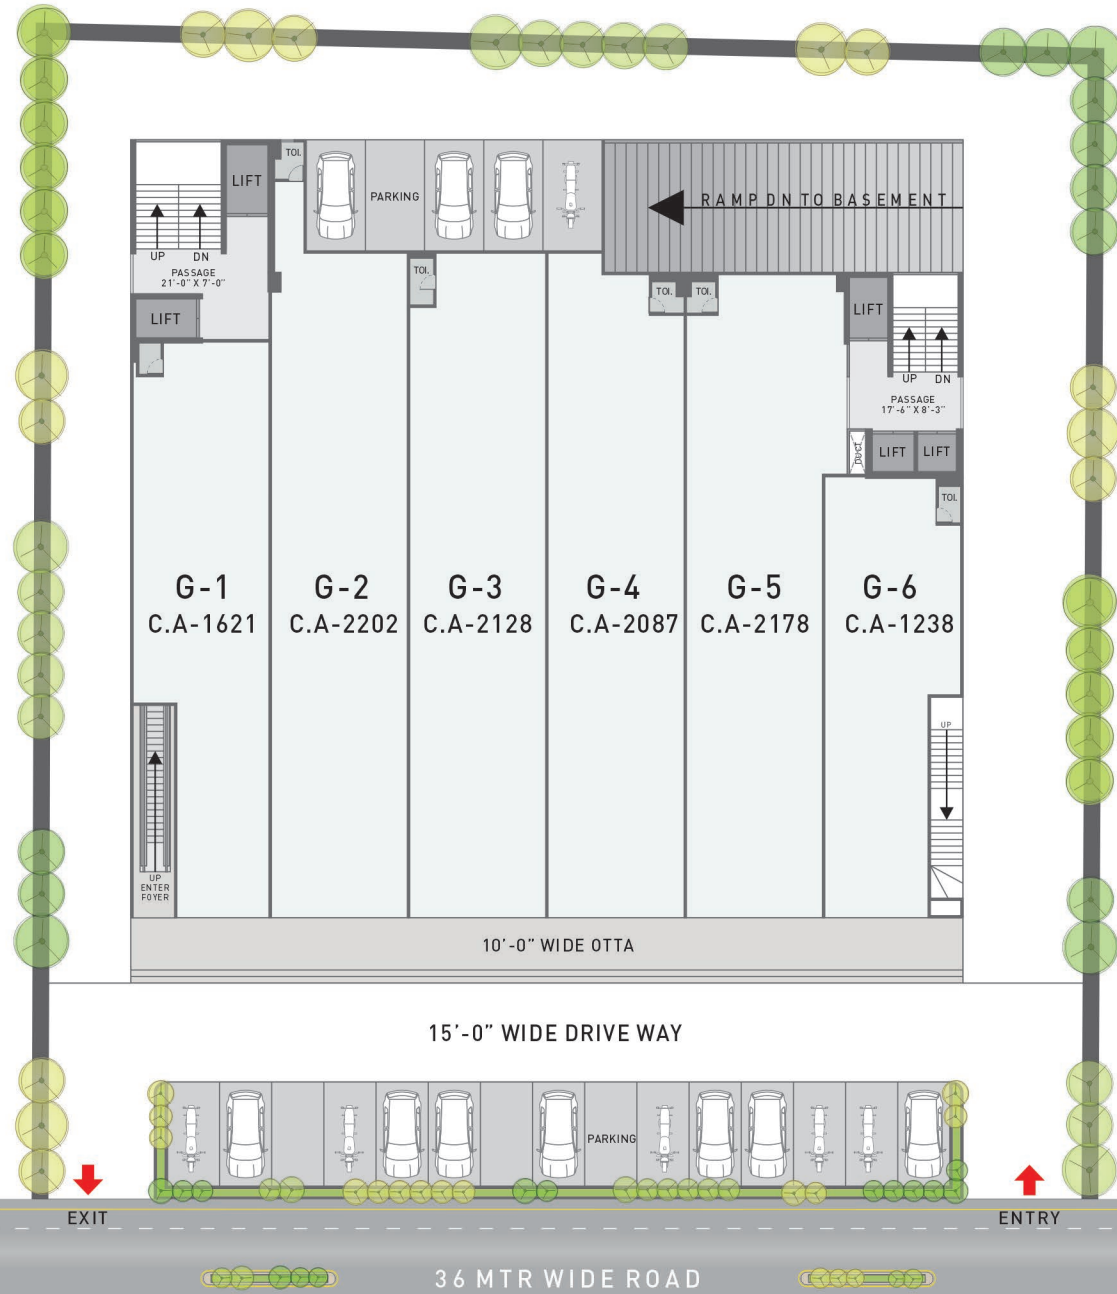 TOI.
LIFT
PARKING
RAMP DN TO BASEMENT
UP DN
PASSAGE
21'-0" X 7'-0"
TOI.
TOI.
TOI.
LIFT
LIFT
UP DN
PASSAGE
17'-6" X 8'-3"
DUCT
LIFT
LIFT
TOI.
G-1
C.A-1621
G-2
C.A-2202
G-3
C.A-2128
G-4
C.A-2087
G-5
C.A-2178
G-6
C.A-1238
UP
UP
ENTER
FOYER
10'-0" WIDE OTTA
15'-0" WIDE DRIVE WAY
PARKING
EXIT
ENTRY
36 MTR WIDE ROAD